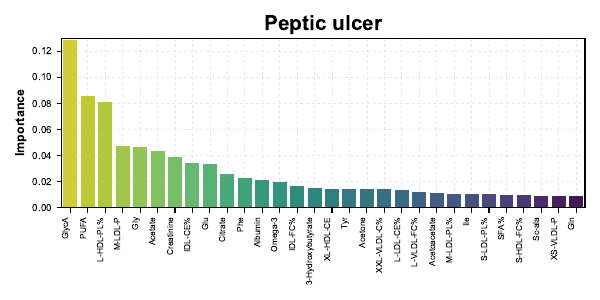 Peptic ulcer
Importance
0.12
0.10
0.08
0.06
0.04
0.02
0.00
GlycA
PUFA
L-HDL-PL%
M-LDL-P
Gly
Acetate
Creatinine
IDL-CE%
Glu
Citrate
Phe
Albumin
Omega-3
IDL-FC%
3-Hydroxybutyrate
XL-HDL-CE
Tyr
Acetone
XXL-VLDL-C%
L-LDL-CE%
L-VLDL-FC%
Acetoacetate
M-LDL-PL%
Ile
S-LDL-PL%
SFA%
S-HDL-FC%
Sc-ala
XS-VLDL-P
Gln